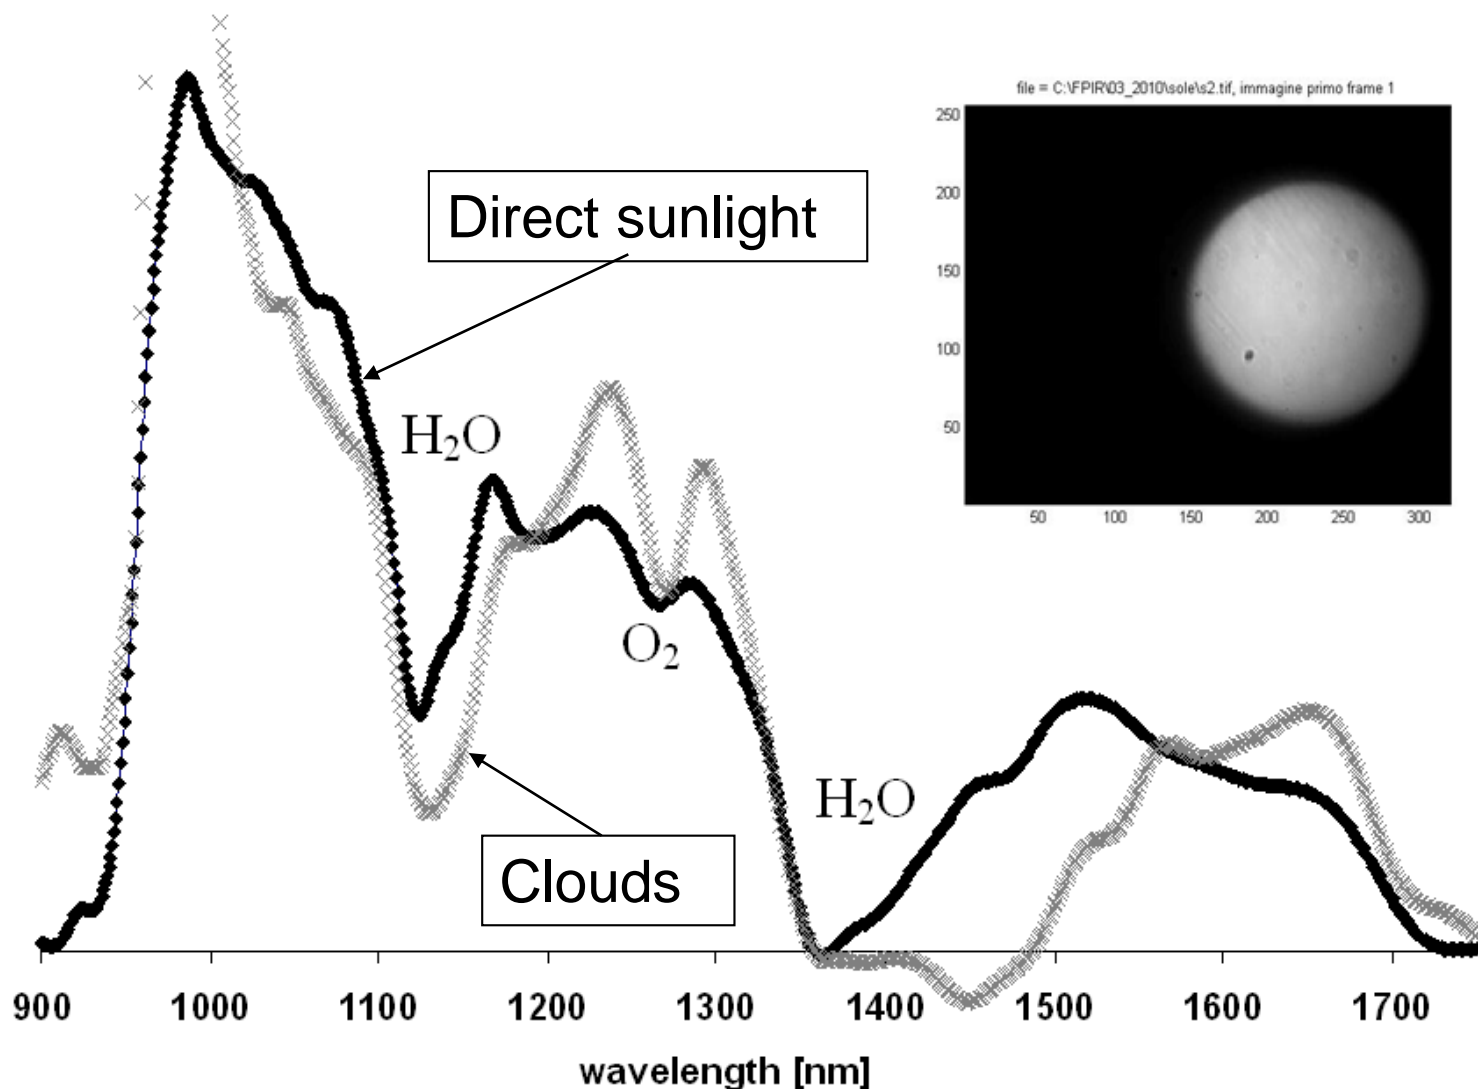 file = C:\FPIR\03_2010\sole\s2.tif, immagine primo frame 1
250
200
150
100
50
50 100 150 200 250 300
Direct sunlight
H₂O
O₂
H₂O
Clouds
900 1000 1100 1200 1300 1400 1500 1600 1700
wavelength [nm]